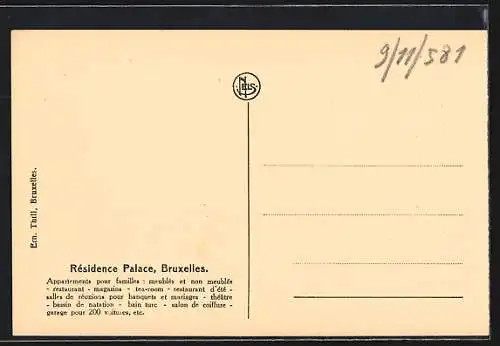 9/11/581
NELS
Ern. Thill, Bruxelles.
Résidence Palace, Bruxelles.
Appartements pour familles : meublés et non meublés
- restaurant - magasins - tea-room - restaurant d'été -
salles de réunions pour banquets et mariages - théâtre
- bassin de natation - bain turc - salon de coiffure -
garage pour 200 voitures, etc.